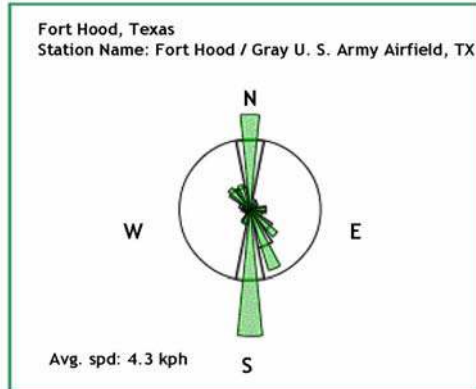 Fort Hood, Texas
Station Name: Fort Hood / Gray U. S. Army Airfield, TX
N
W
E
S
Avg. spd: 4.3 kph